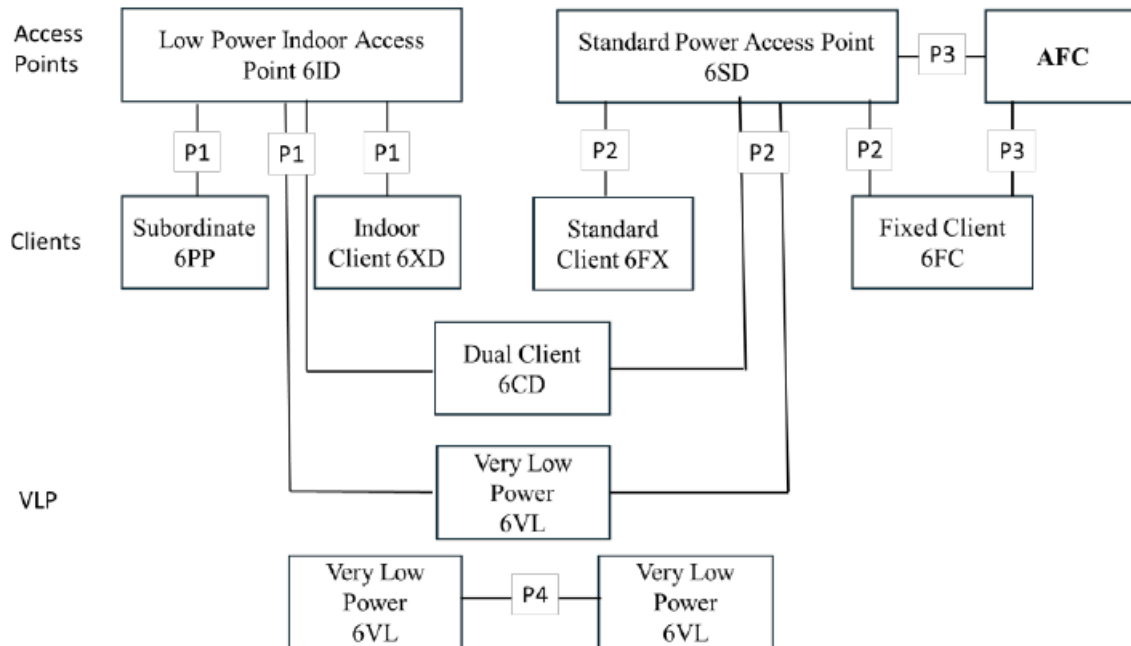 Access
Points
Low Power Indoor Access
Point 6ID
Standard Power Access Point
6SD
P3
AFC
P1
P1
P1
P2
P2
P2
P3
Clients
Subordinate
6PP
Indoor
Client 6XD
Standard
Client 6FX
Fixed Client
6FC
Dual Client
6CD
VLP
Very Low
Power
6VL
Very Low
Power
6VL
P4
Very Low
Power
6VL